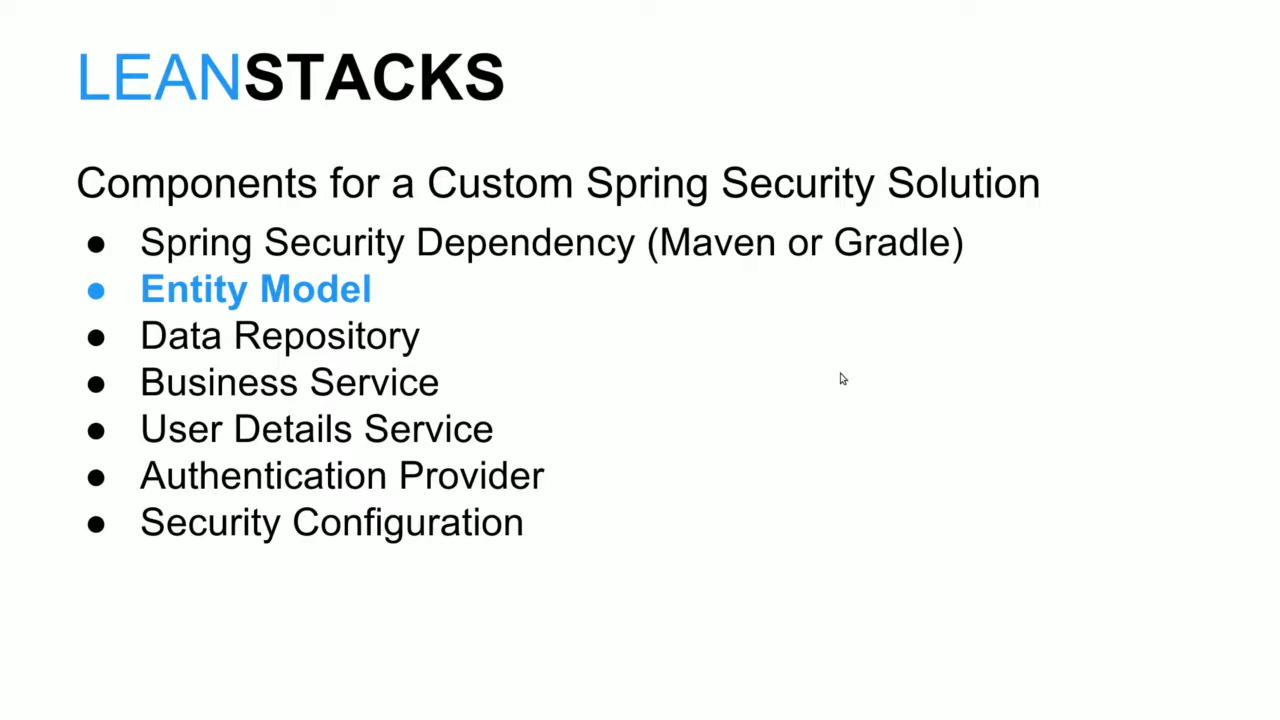 LEANSTACKS
Components for a Custom Spring Security Solution
● Spring Security Dependency (Maven or Gradle)
● Entity Model
● Data Repository
● Business Service
● User Details Service
● Authentication Provider
● Security Configuration